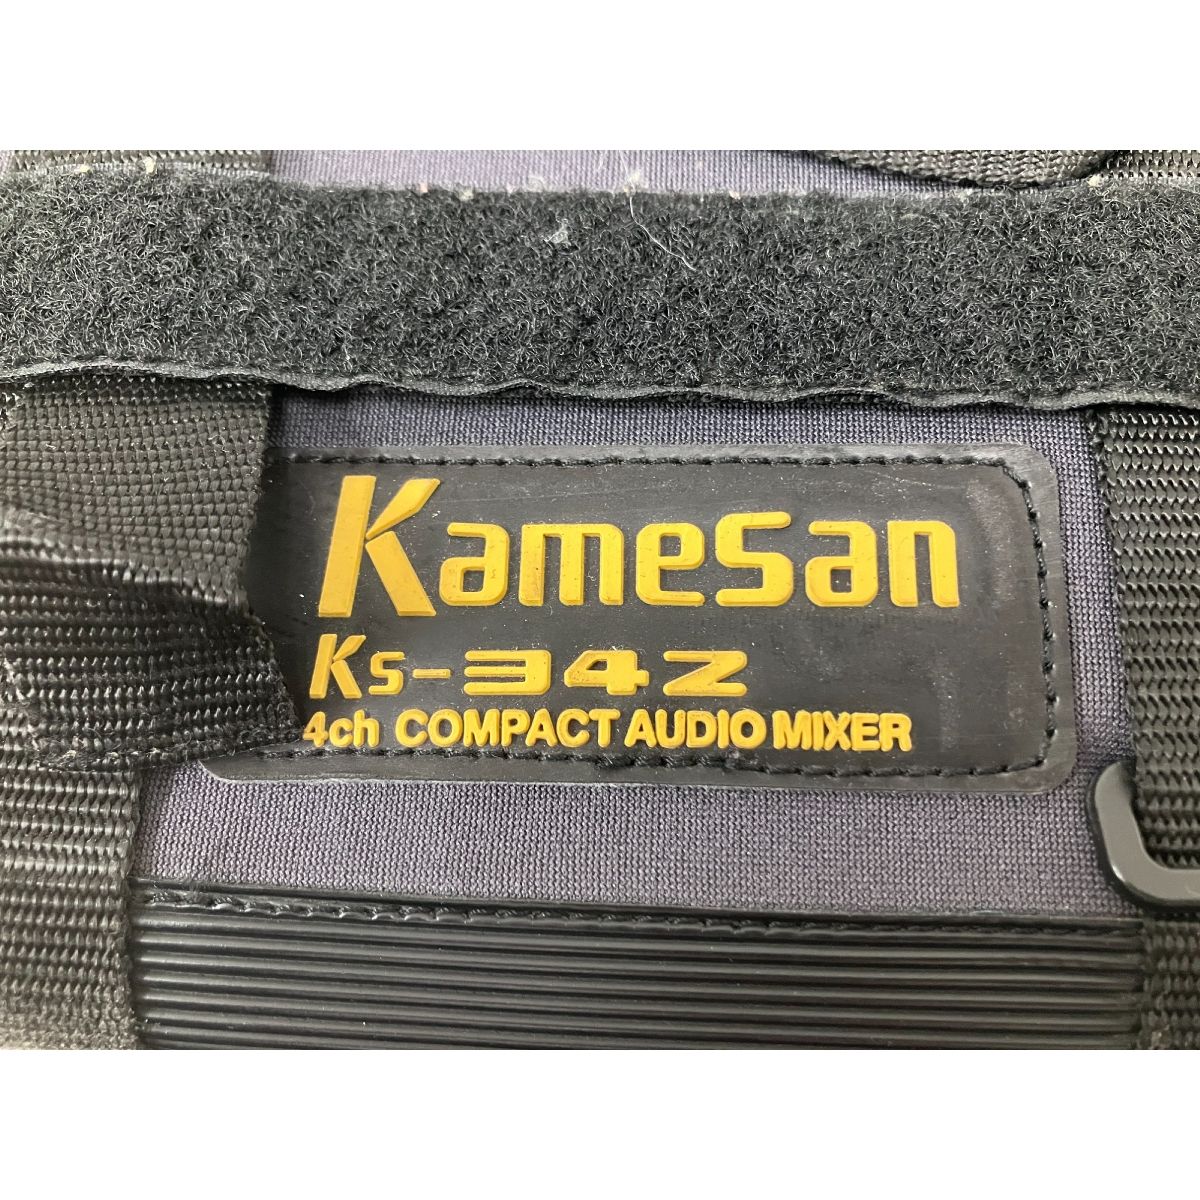 Kamesan
Ks-342
4ch COMPACT AUDIO MIXER